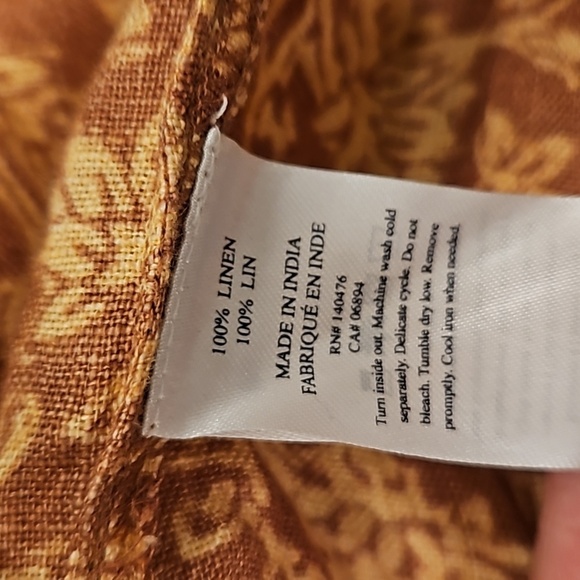 100% LINEN
100% LIN
MADE IN INDIA
FABRIQUÉ EN INDE
RN# 140476
CA# 06894
Turn inside out. Machine wash cold
separately. Delicate cycle. Do not
bleach. Tumble dry low. Remove
promptly. Cool iron when needed.